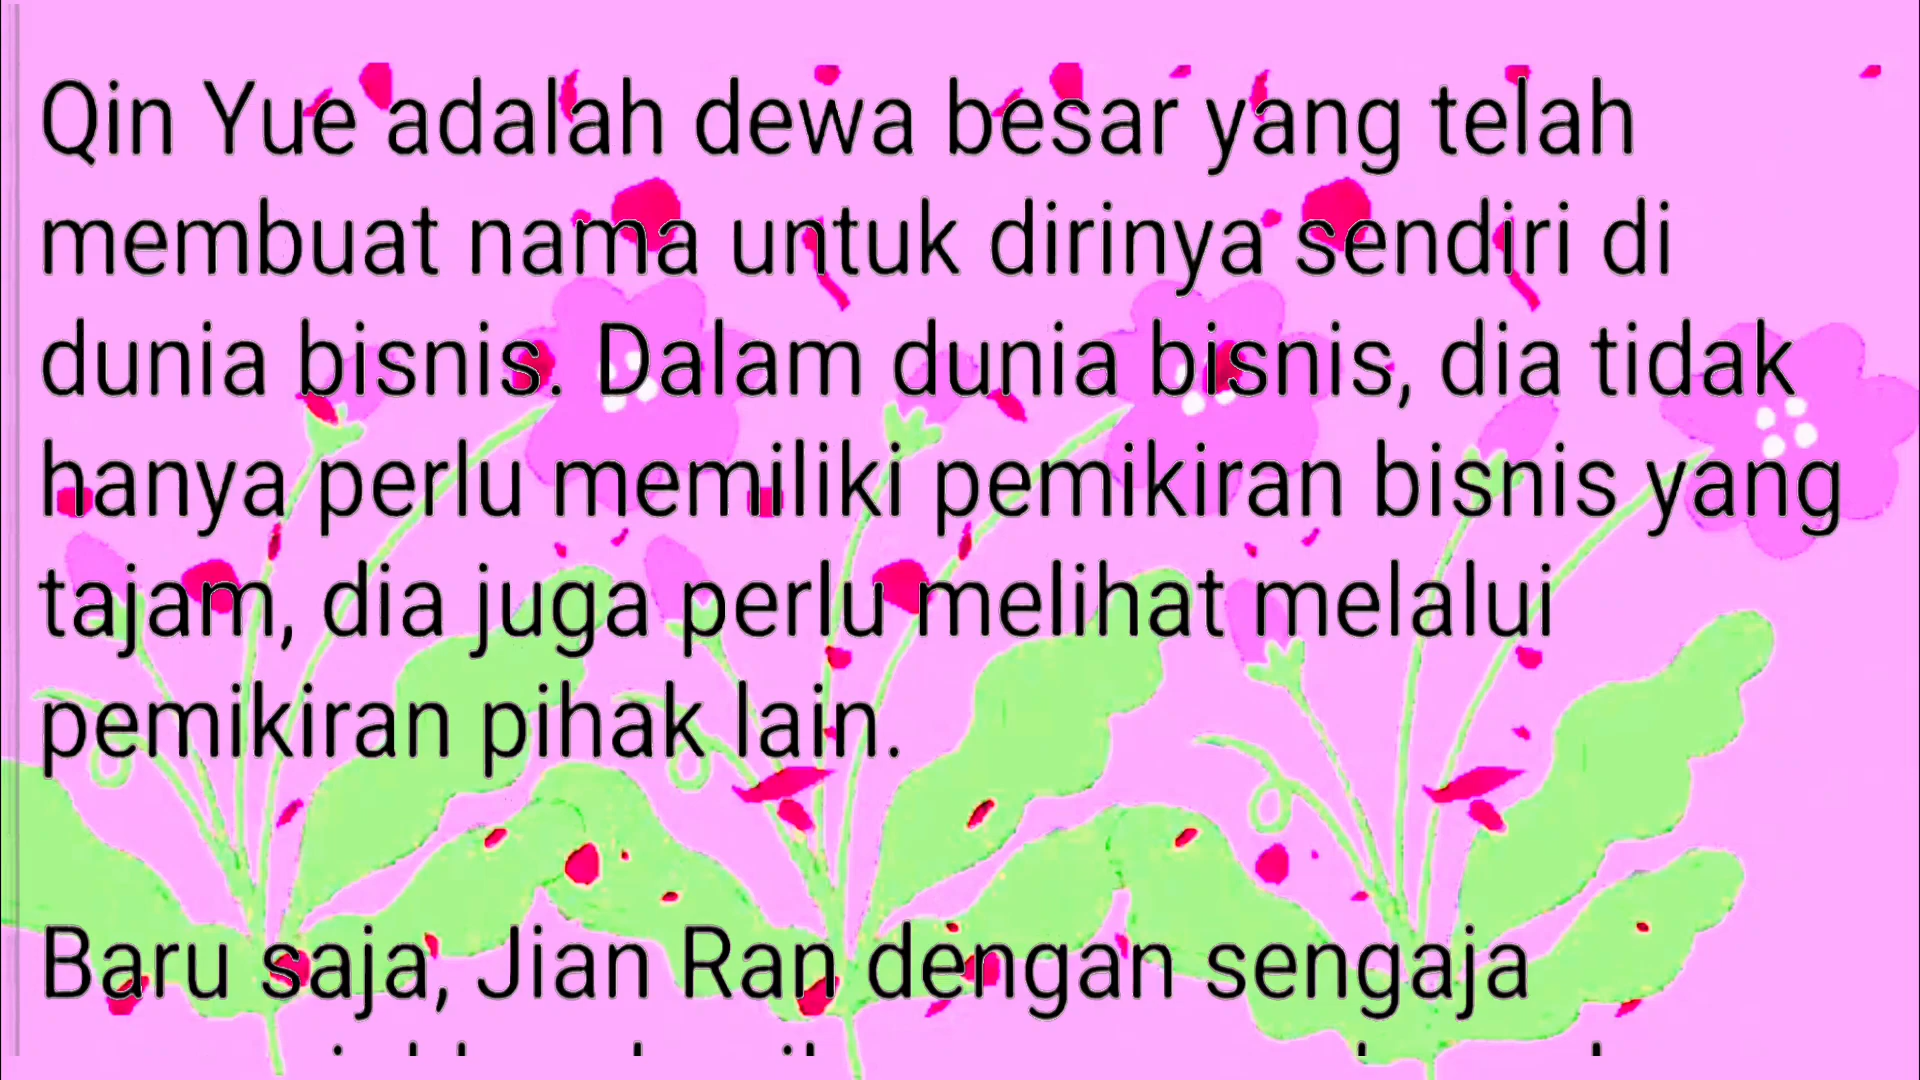 Qin Yue adalah dewa besar yang telah
membuat nama untuk dirinya sendiri di
dunia bisnis. Dalam dunia bisnis, dia tidak
hanya perlu memiliki pemikiran bisnis yang
tajam, dia juga perlu melihat melalui
pemikiran pihak lain.
Baru saja, Jian Ran dengan sengaja